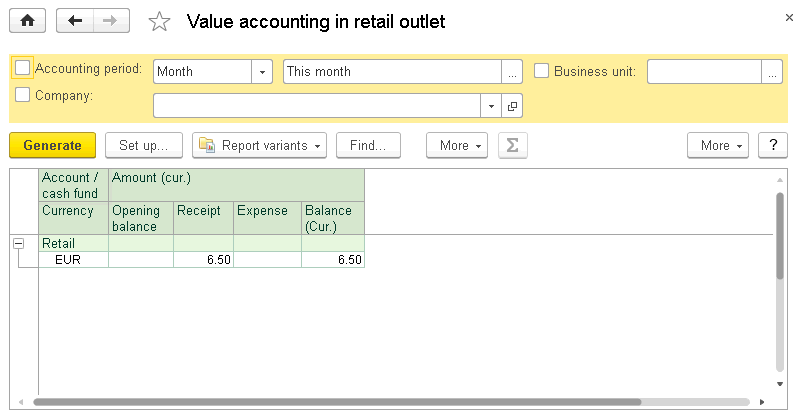 Value accounting in retail outlet
Accounting period: Month This month ... Business unit: ...
Company:
Generate Set up... Report variants Find... More Σ More ?
Account / Amount (cur.)
cash fund
Currency Opening Receipt Expense Balance
balance (Cur.)
Retail
EUR 6.50 6.50